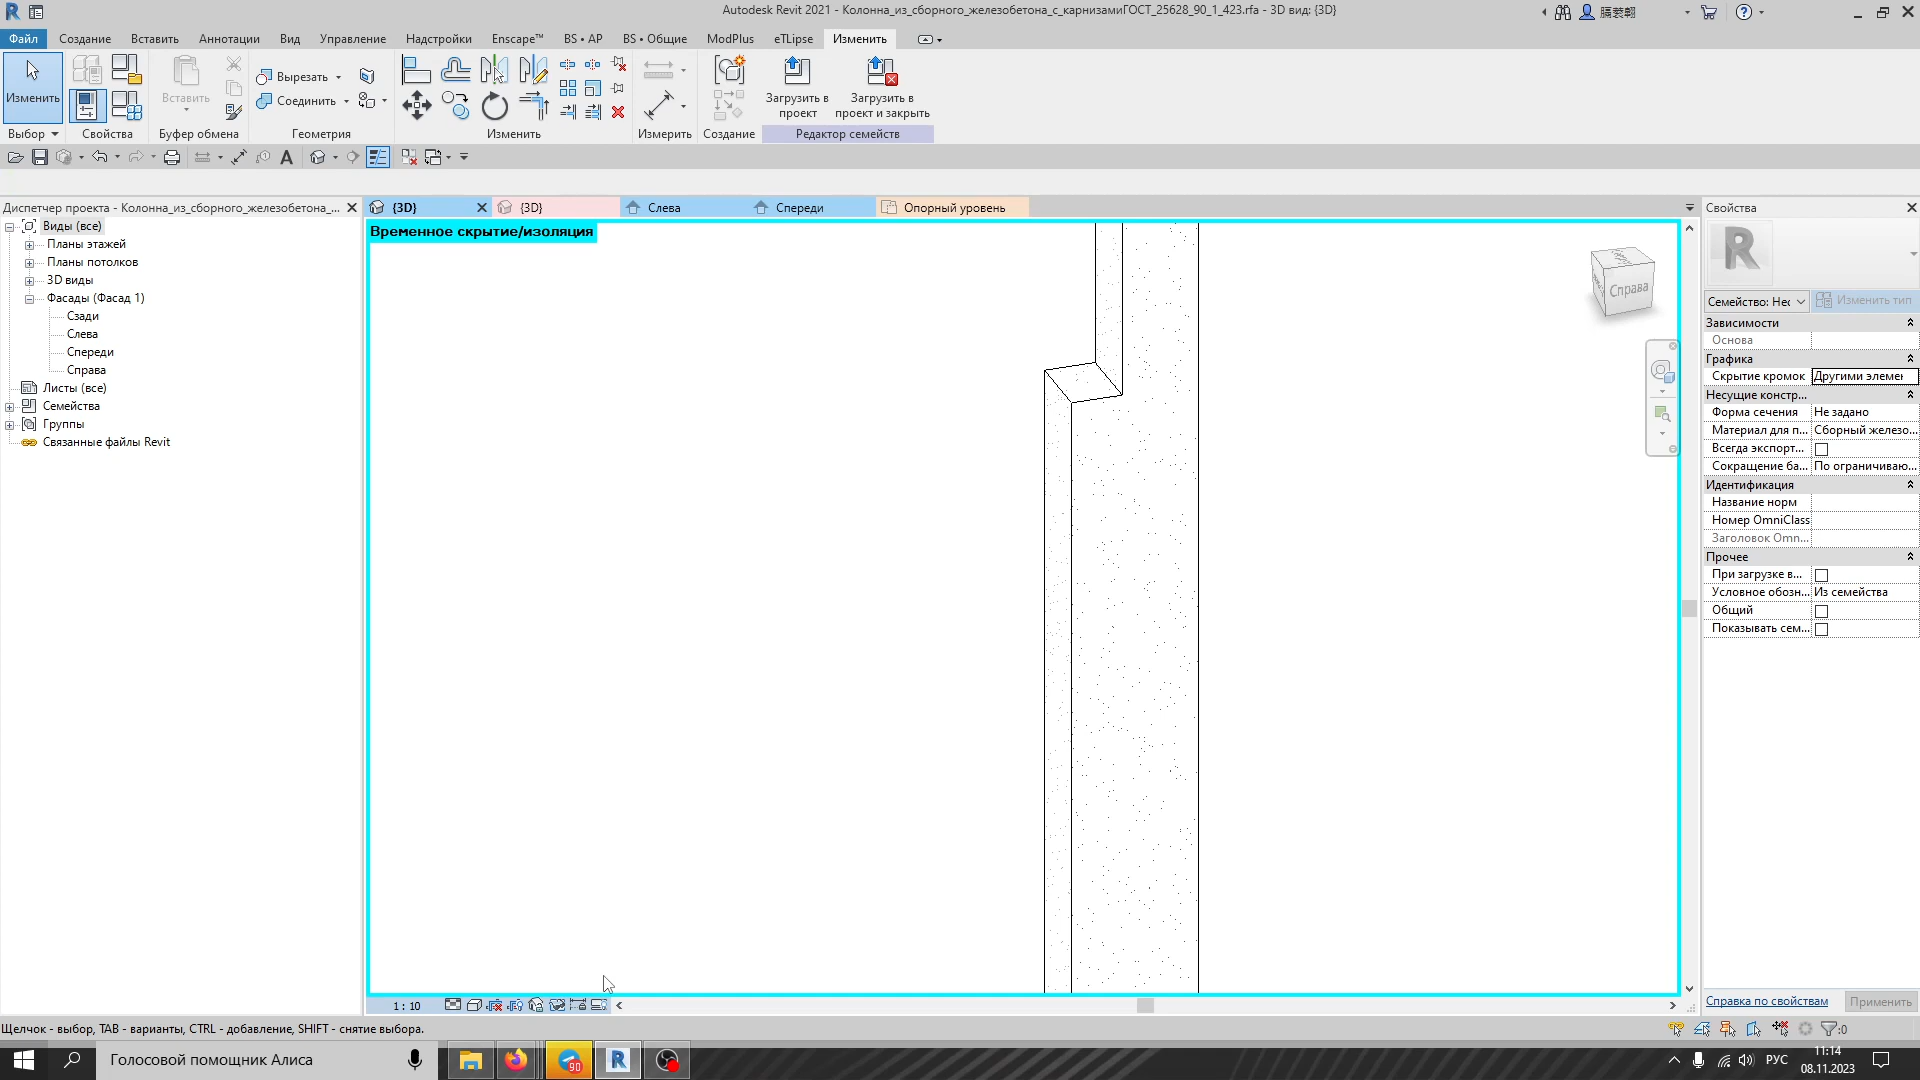 Autodesk Revit 2021 - Колонна_из_сборного_железобетона_с_карнизамиГОСТ_25628_90_1_423.rfa - 3D вид: {3D}
Файл Создание Вставить Аннотации Вид Управление Надстройки Enscape™ BS • АР BS • Общие ModPlus eTLipse Изменить
Изменить Вставить Вырезать Соединить Загрузить в проект Загрузить в проект и закрыть
Выбор Свойства Буфер обмена Геометрия Изменить Измерить Создание Редактор семейств
Диспетчер проекта - Колонна_из_сборного_железобетона_...
{3D} {3D} Слева Спереди Опорный уровень
Временное скрытие/изоляция
Виды (все)
Планы этажей
Планы потолков
3D виды
Фасады (Фасад 1)
Сзади
Слева
Спереди
Справа
Листы (все)
Семейства
Группы
Связанные файлы Revit
Справа
Свойства
Семейство: Нес Изменить тип
Зависимости
Основа
Графика
Скрытие кромок Другими элемен
Несущие констр...
Форма сечения Не задано
Материал для п... Сборный железо...
Всегда экспорт...
Сокращение ба... По ограничиваю...
Идентификация
Название норм
Номер OmniClass
Заголовок Omn...
Прочее
При загрузке в...
Условное обозн... Из семейства
Общий
Показывать сем...
Справка по свойствам Применить
1 : 10
Щелчок - выбор, TAB - варианты, CTRL - добавление, SHIFT - снятие выбора.
:0
Голосовой помощник Алиса
90
РУС
11:14
08.11.2023